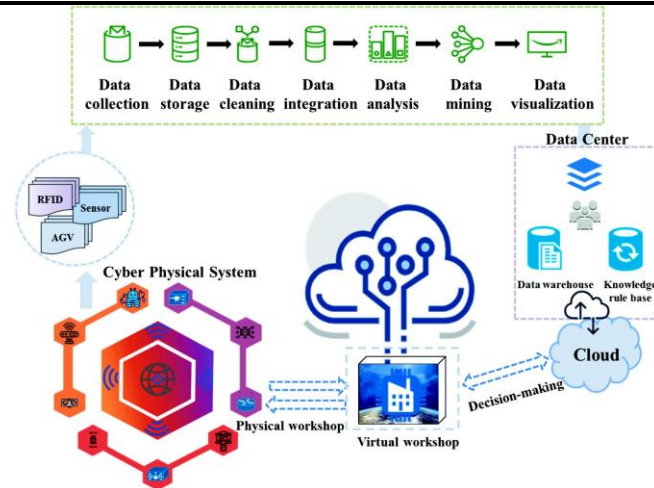 Data collection
Data storage
Data cleaning
Data integration
Data analysis
Data mining
Data visualization
Data Center
RFID
Sensor
AGV
Cyber Physical System
Data warehouse
Knowledge rule base
Cloud
Decision-making
Physical workshop
Virtual workshop